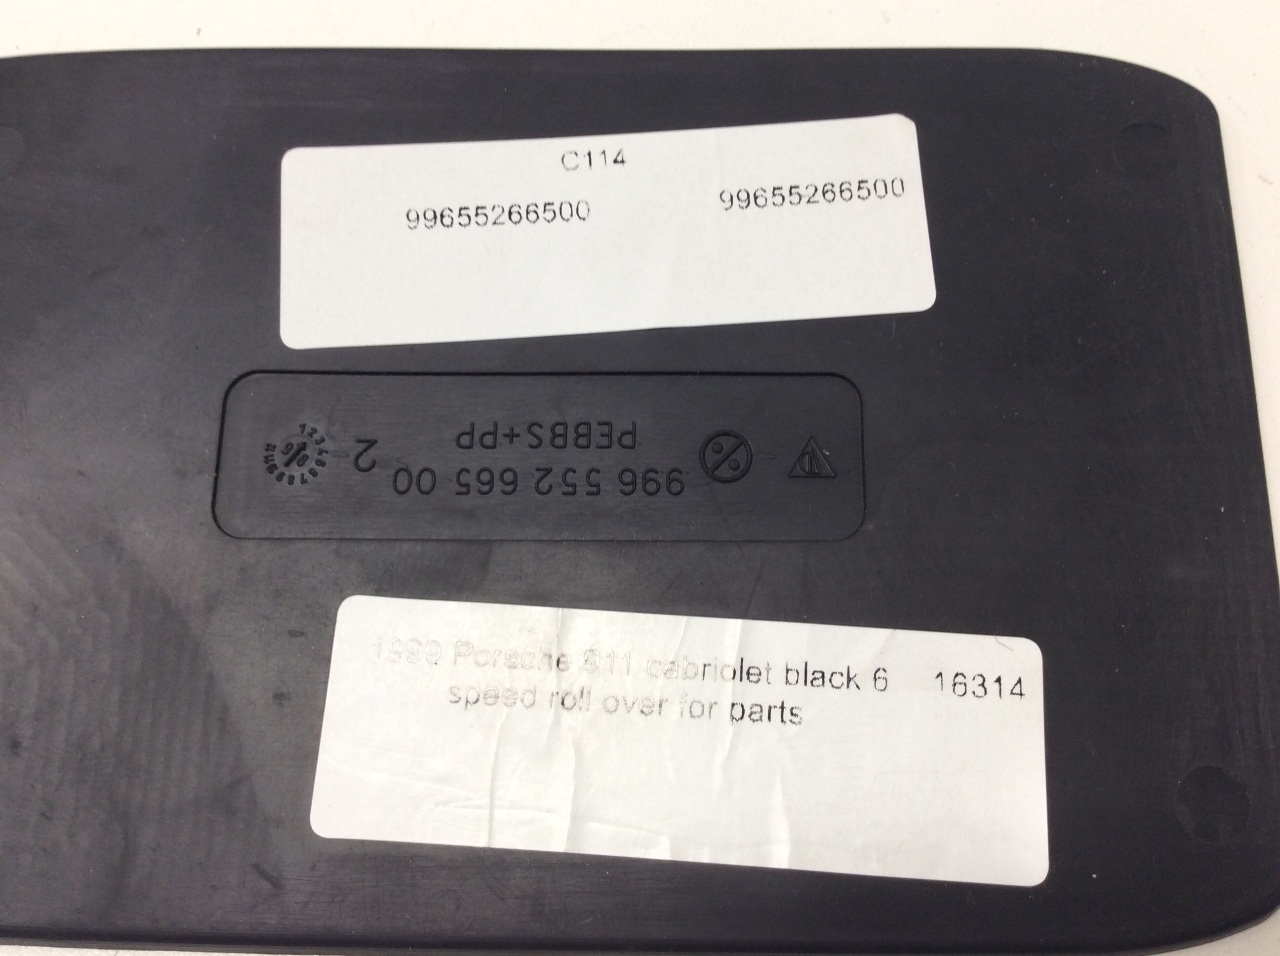 C114
99655266500 99655266500
996 552 665 00 2
PEBBS+PP
1999 Porsche 911 cabriolet black 6 16314
speed roll over for parts